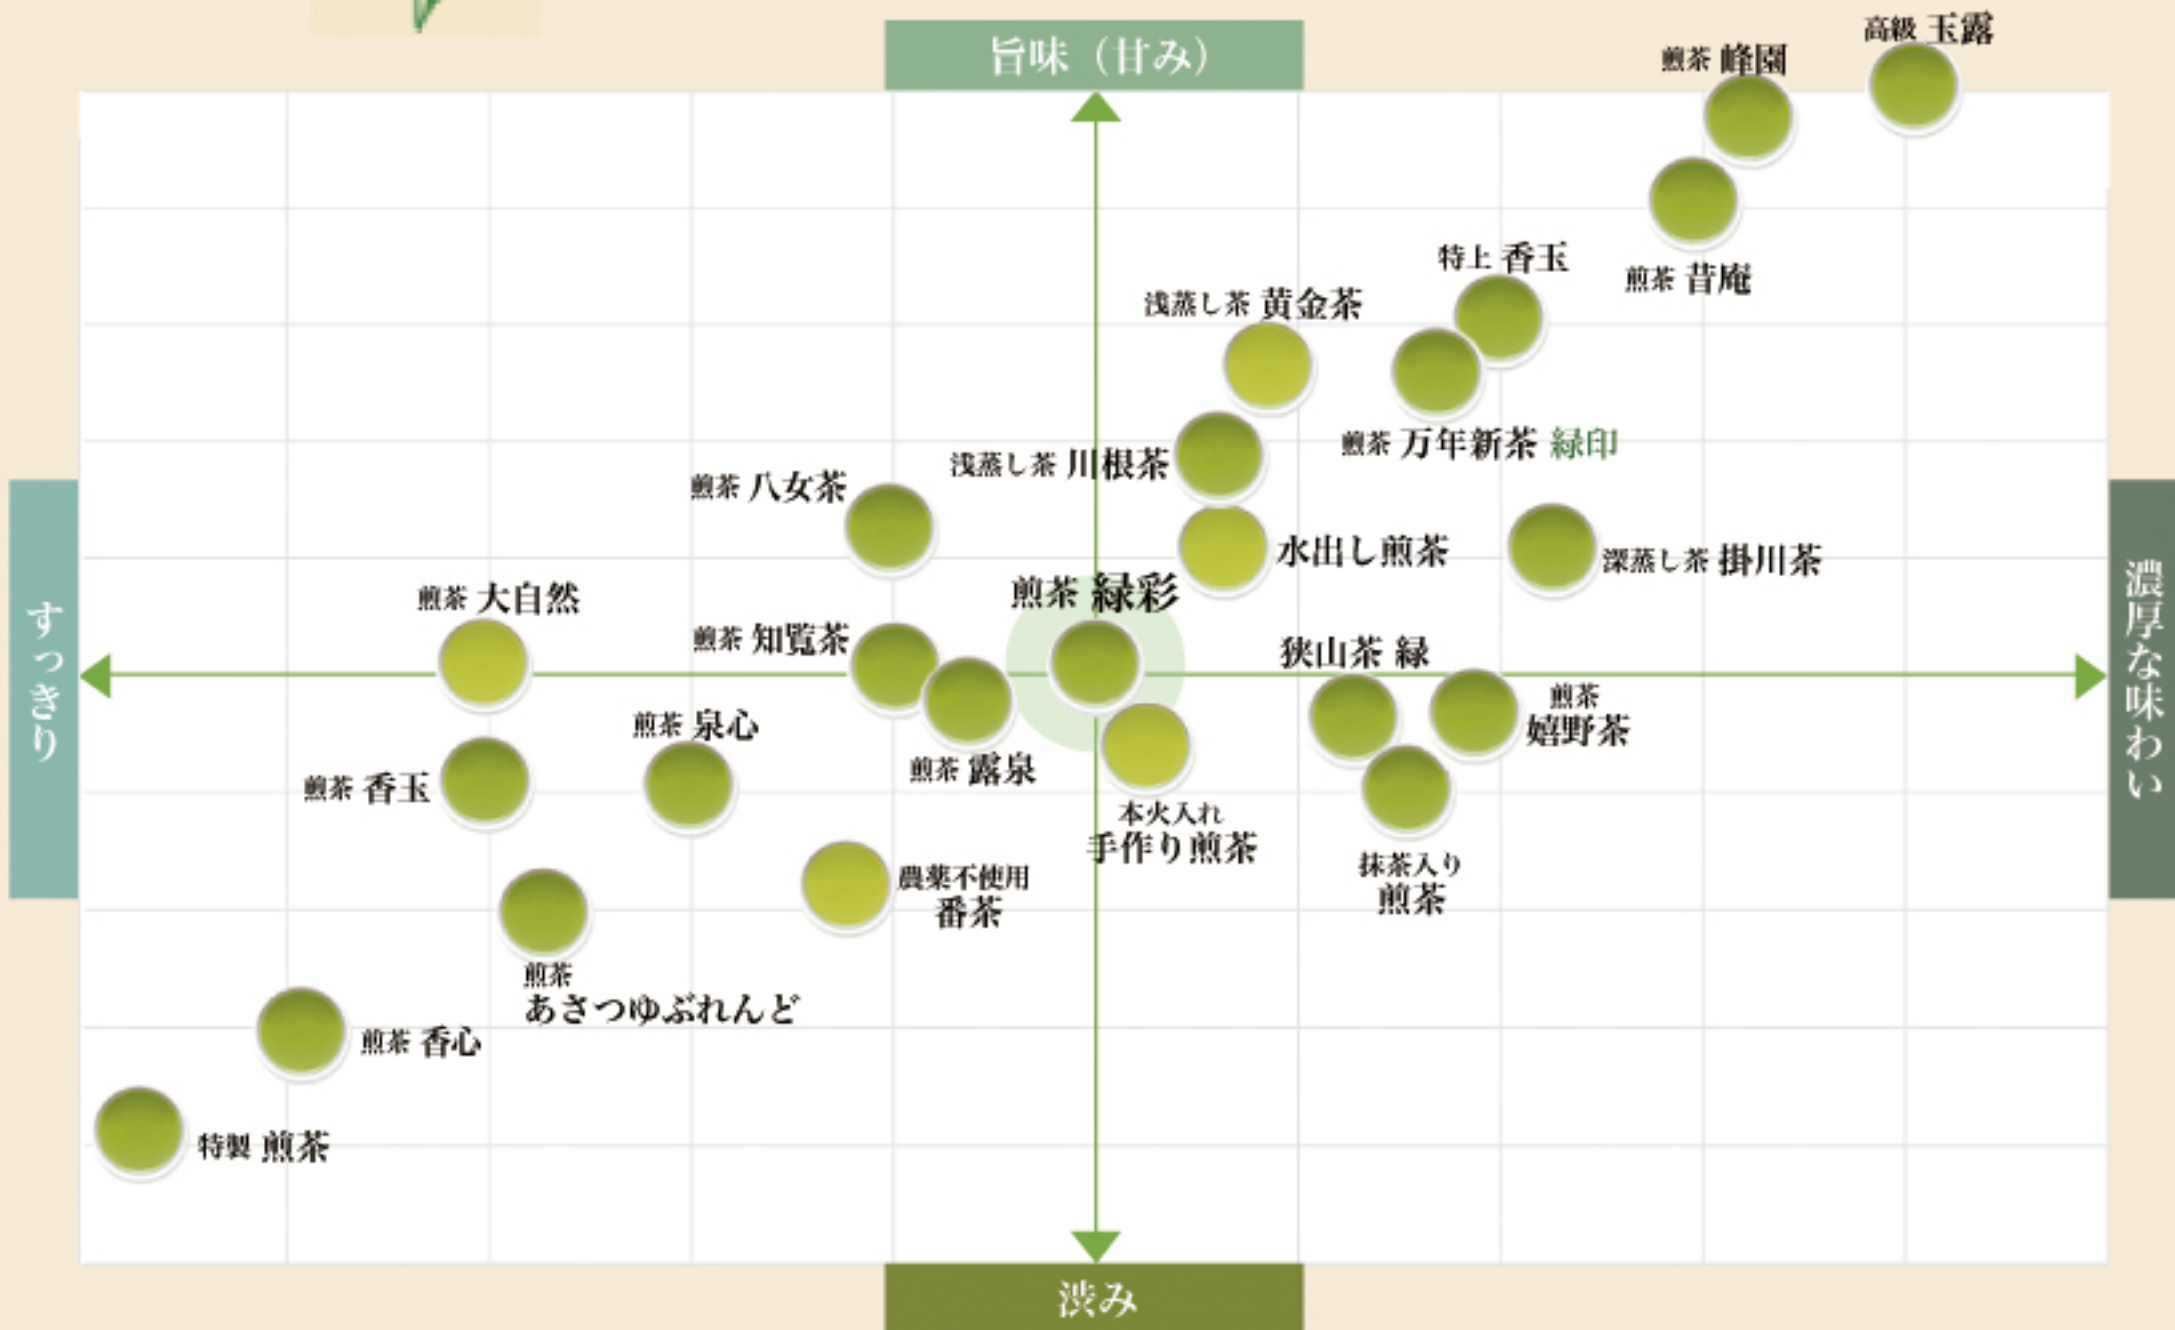 旨味（甘み）
高級 玉露
煎茶 峰園
煎茶 昔庵
特上 香玉
浅蒸し茶 黄金茶
煎茶 万年新茶 緑印
浅蒸し茶 川根茶
煎茶 八女茶
水出し煎茶
深蒸し茶 掛川茶
煎茶 緑彩
煎茶 大自然
煎茶 知覧茶
狭山茶 緑
すっきり
濃厚な味わい
煎茶
嬉野茶
煎茶 泉心
煎茶 露泉
煎茶 香玉
本火入れ
手作り煎茶
抹茶入り
煎茶
農薬不使用
番茶
煎茶
あさつゆぶれんど
煎茶 香心
特製 煎茶
渋み